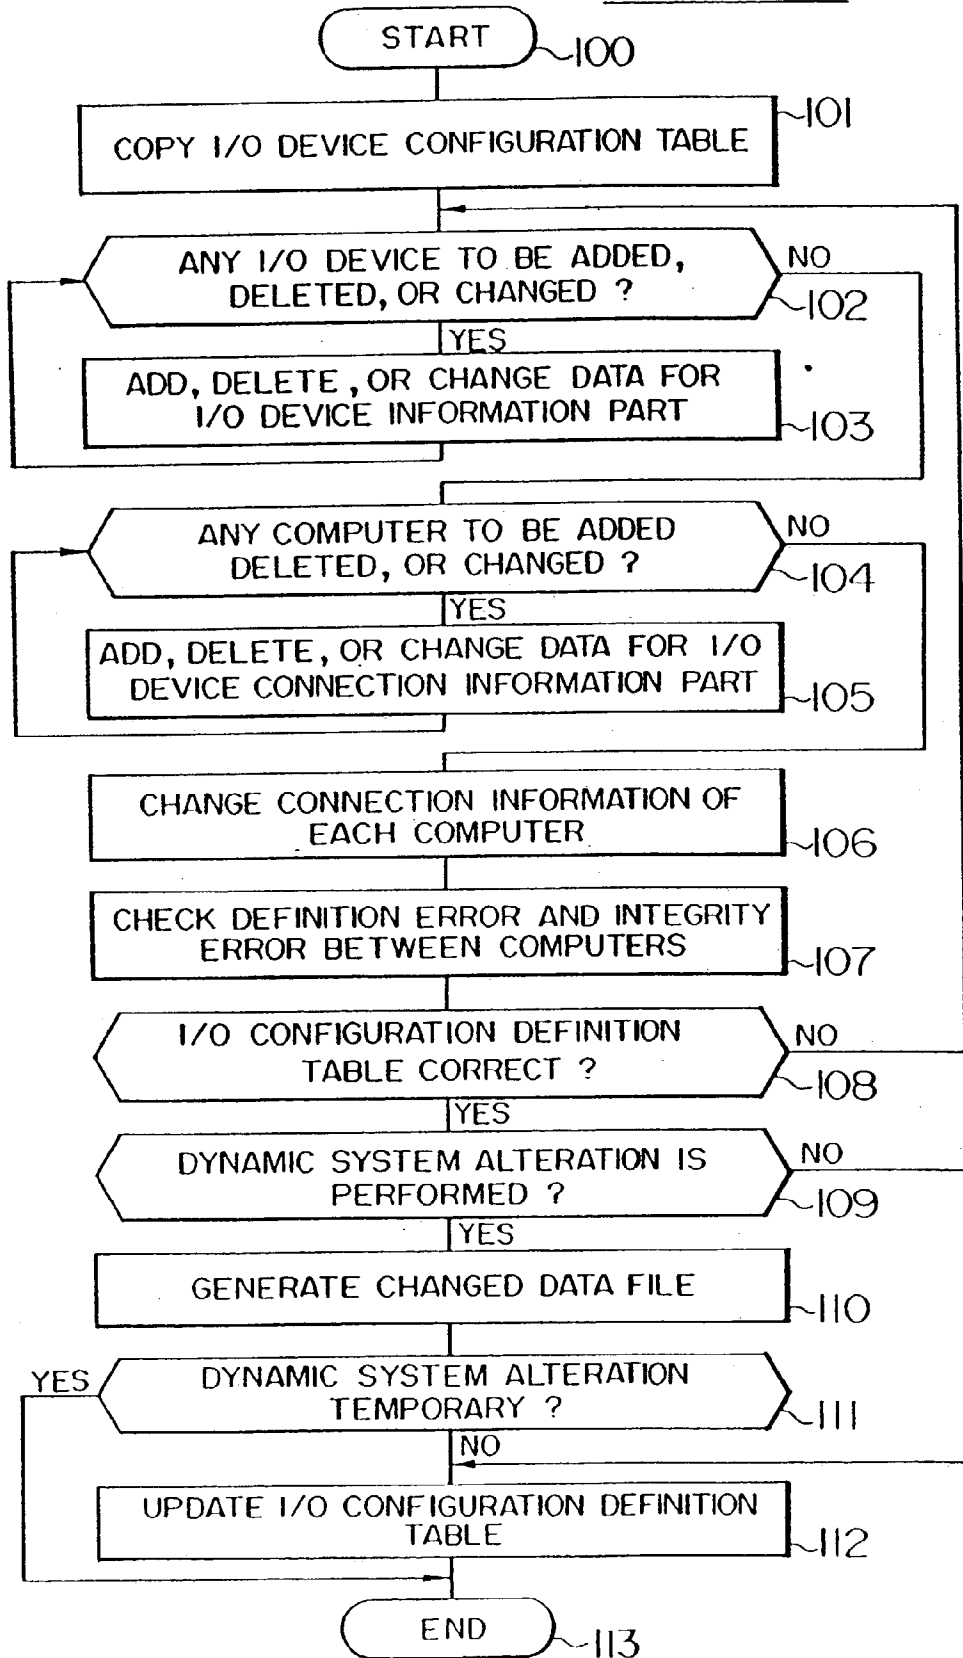 START
100
101
COPY I/O DEVICE CONFIGURATION TABLE
ANY I/O DEVICE TO BE ADDED,
DELETED, OR CHANGED ?
NO
102
YES
ADD, DELETE, OR CHANGE DATA FOR
I/O DEVICE INFORMATION PART
103
ANY COMPUTER TO BE ADDED
DELETED, OR CHANGED ?
NO
104
YES
ADD, DELETE, OR CHANGE DATA FOR I/O
DEVICE CONNECTION INFORMATION PART
105
CHANGE CONNECTION INFORMATION OF
EACH COMPUTER
106
CHECK DEFINITION ERROR AND INTEGRITY
ERROR BETWEEN COMPUTERS
107
I/O CONFIGURATION DEFINITION
TABLE CORRECT ?
NO
108
YES
DYNAMIC SYSTEM ALTERATION IS
PERFORMED ?
NO
109
YES
GENERATE CHANGED DATA FILE
110
YES
DYNAMIC SYSTEM ALTERATION
TEMPORARY ?
111
NO
UPDATE I/O CONFIGURATION DEFINITION
TABLE
112
END
113